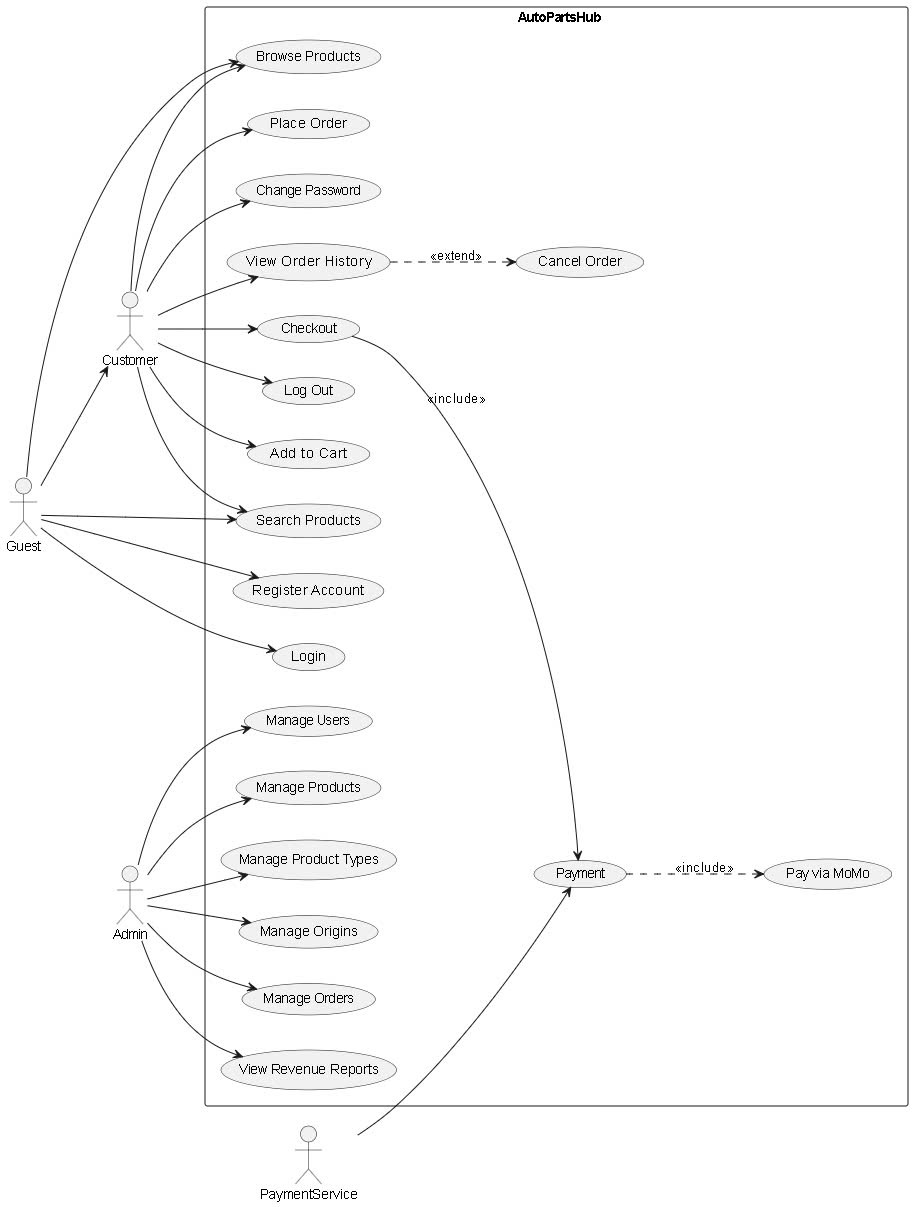 AutoPartsHub
Browse Products
Place Order
Change Password
View Order History
«extend»
Cancel Order
Checkout
Customer
Log Out
«include»
Add to Cart
Search Products
Guest
Register Account
Login
Manage Users
Manage Products
Manage Product Types
Payment
«include»
Pay via MoMo
Admin
Manage Origins
Manage Orders
View Revenue Reports
PaymentService